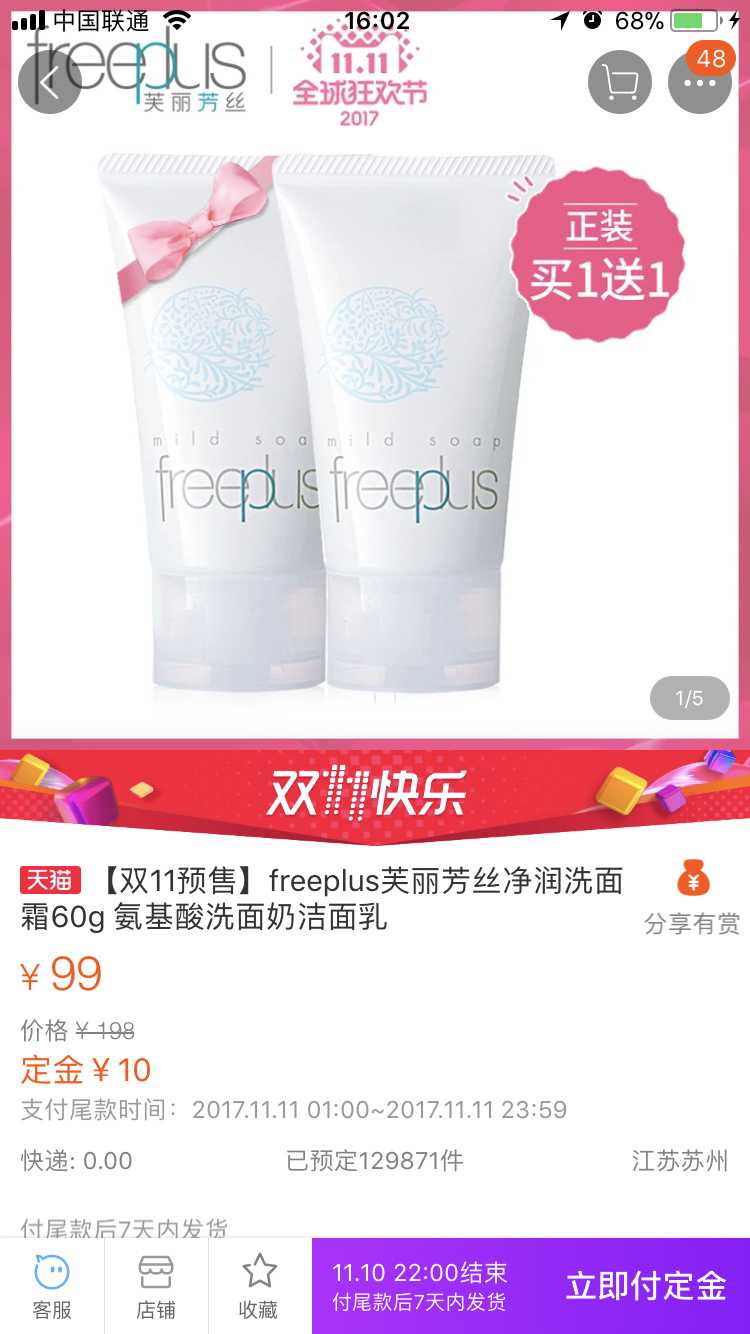 中国联通
16:02
68%
freeplus
芙丽芳丝
11.11
全球狂欢节
2017
48
正装
买1送1
mild soa
freeplus
mild soap
freeplus
1/5
双11快乐
天猫 【双11预售】freeplus芙丽芳丝净润洗面
霜60g 氨基酸洗面奶洁面乳
分享有赏
¥ 99
价格 ¥ 198
定金 ¥ 10
支付尾款时间：2017.11.11 01:00~2017.11.11 23:59
快递: 0.00
已预定129871件
江苏苏州
付尾款后7天内发货
客服
店铺
收藏
11.10 22:00结束
付尾款后7天内发货
立即付定金